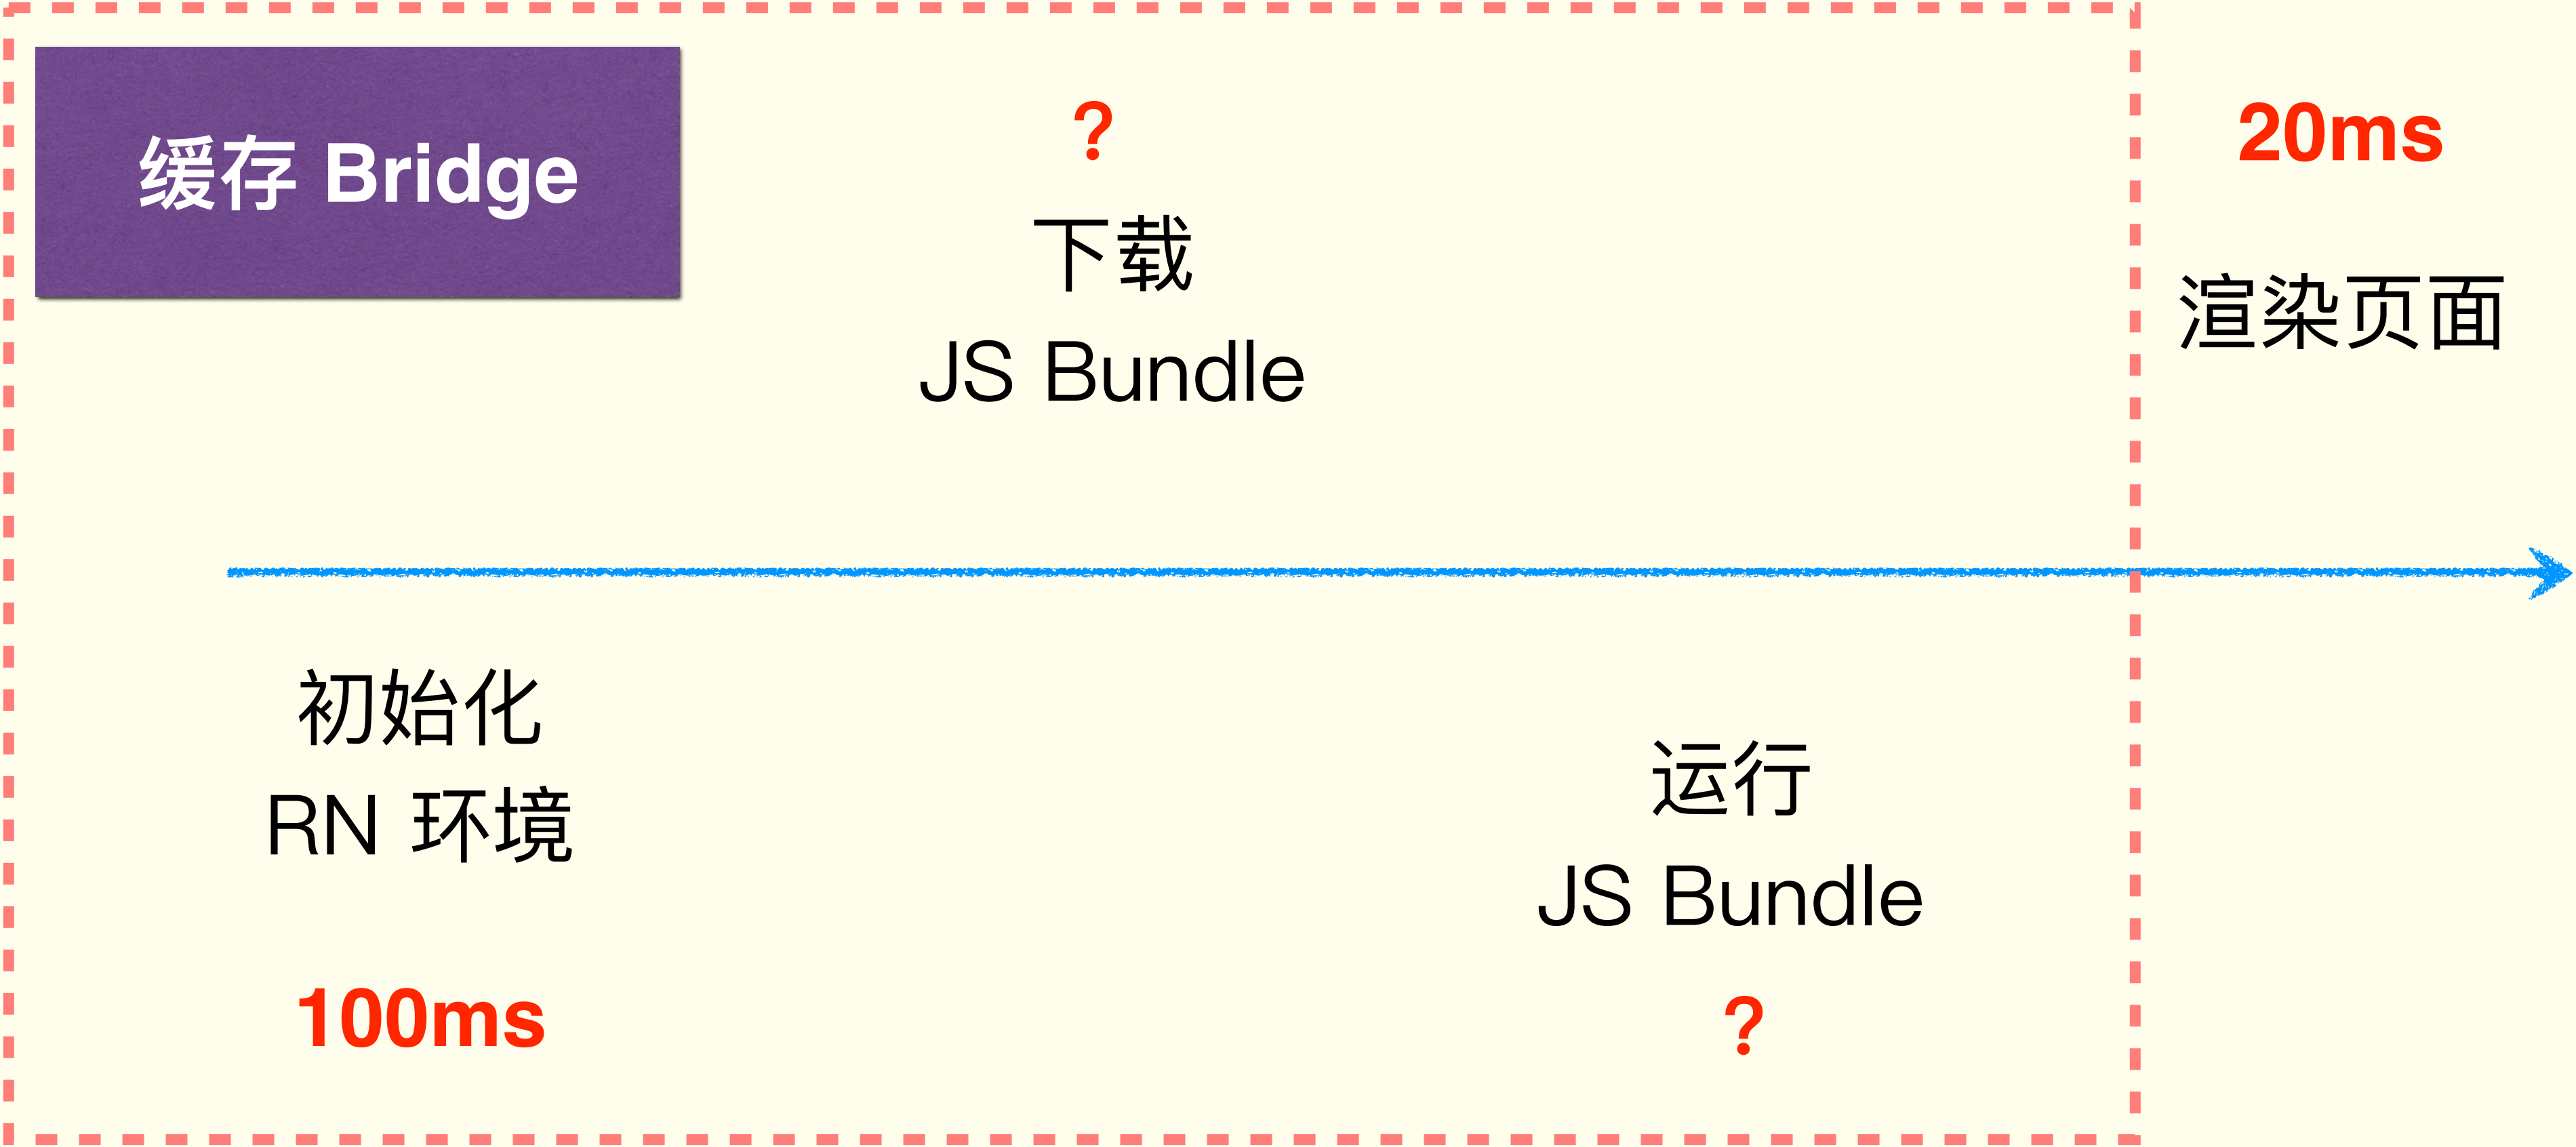 缓存 Bridge
?
下载
JS Bundle
20ms
渲染页面
初始化
RN 环境
100ms
运行
JS Bundle
?